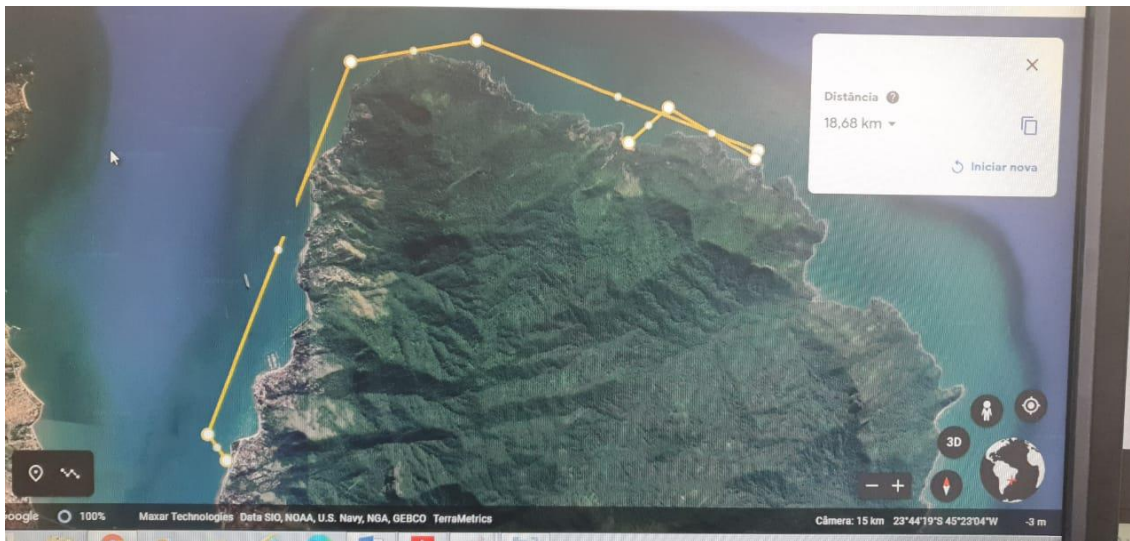 Distância
18,68 km
Iniciar nova
3D
100%
Maxar Technologies Data SIO, NOAA, U.S. Navy, NGA, GEBCO TerraMetrics
Câmera: 15 km 23°44'19"S 45°23'04"W -3 m